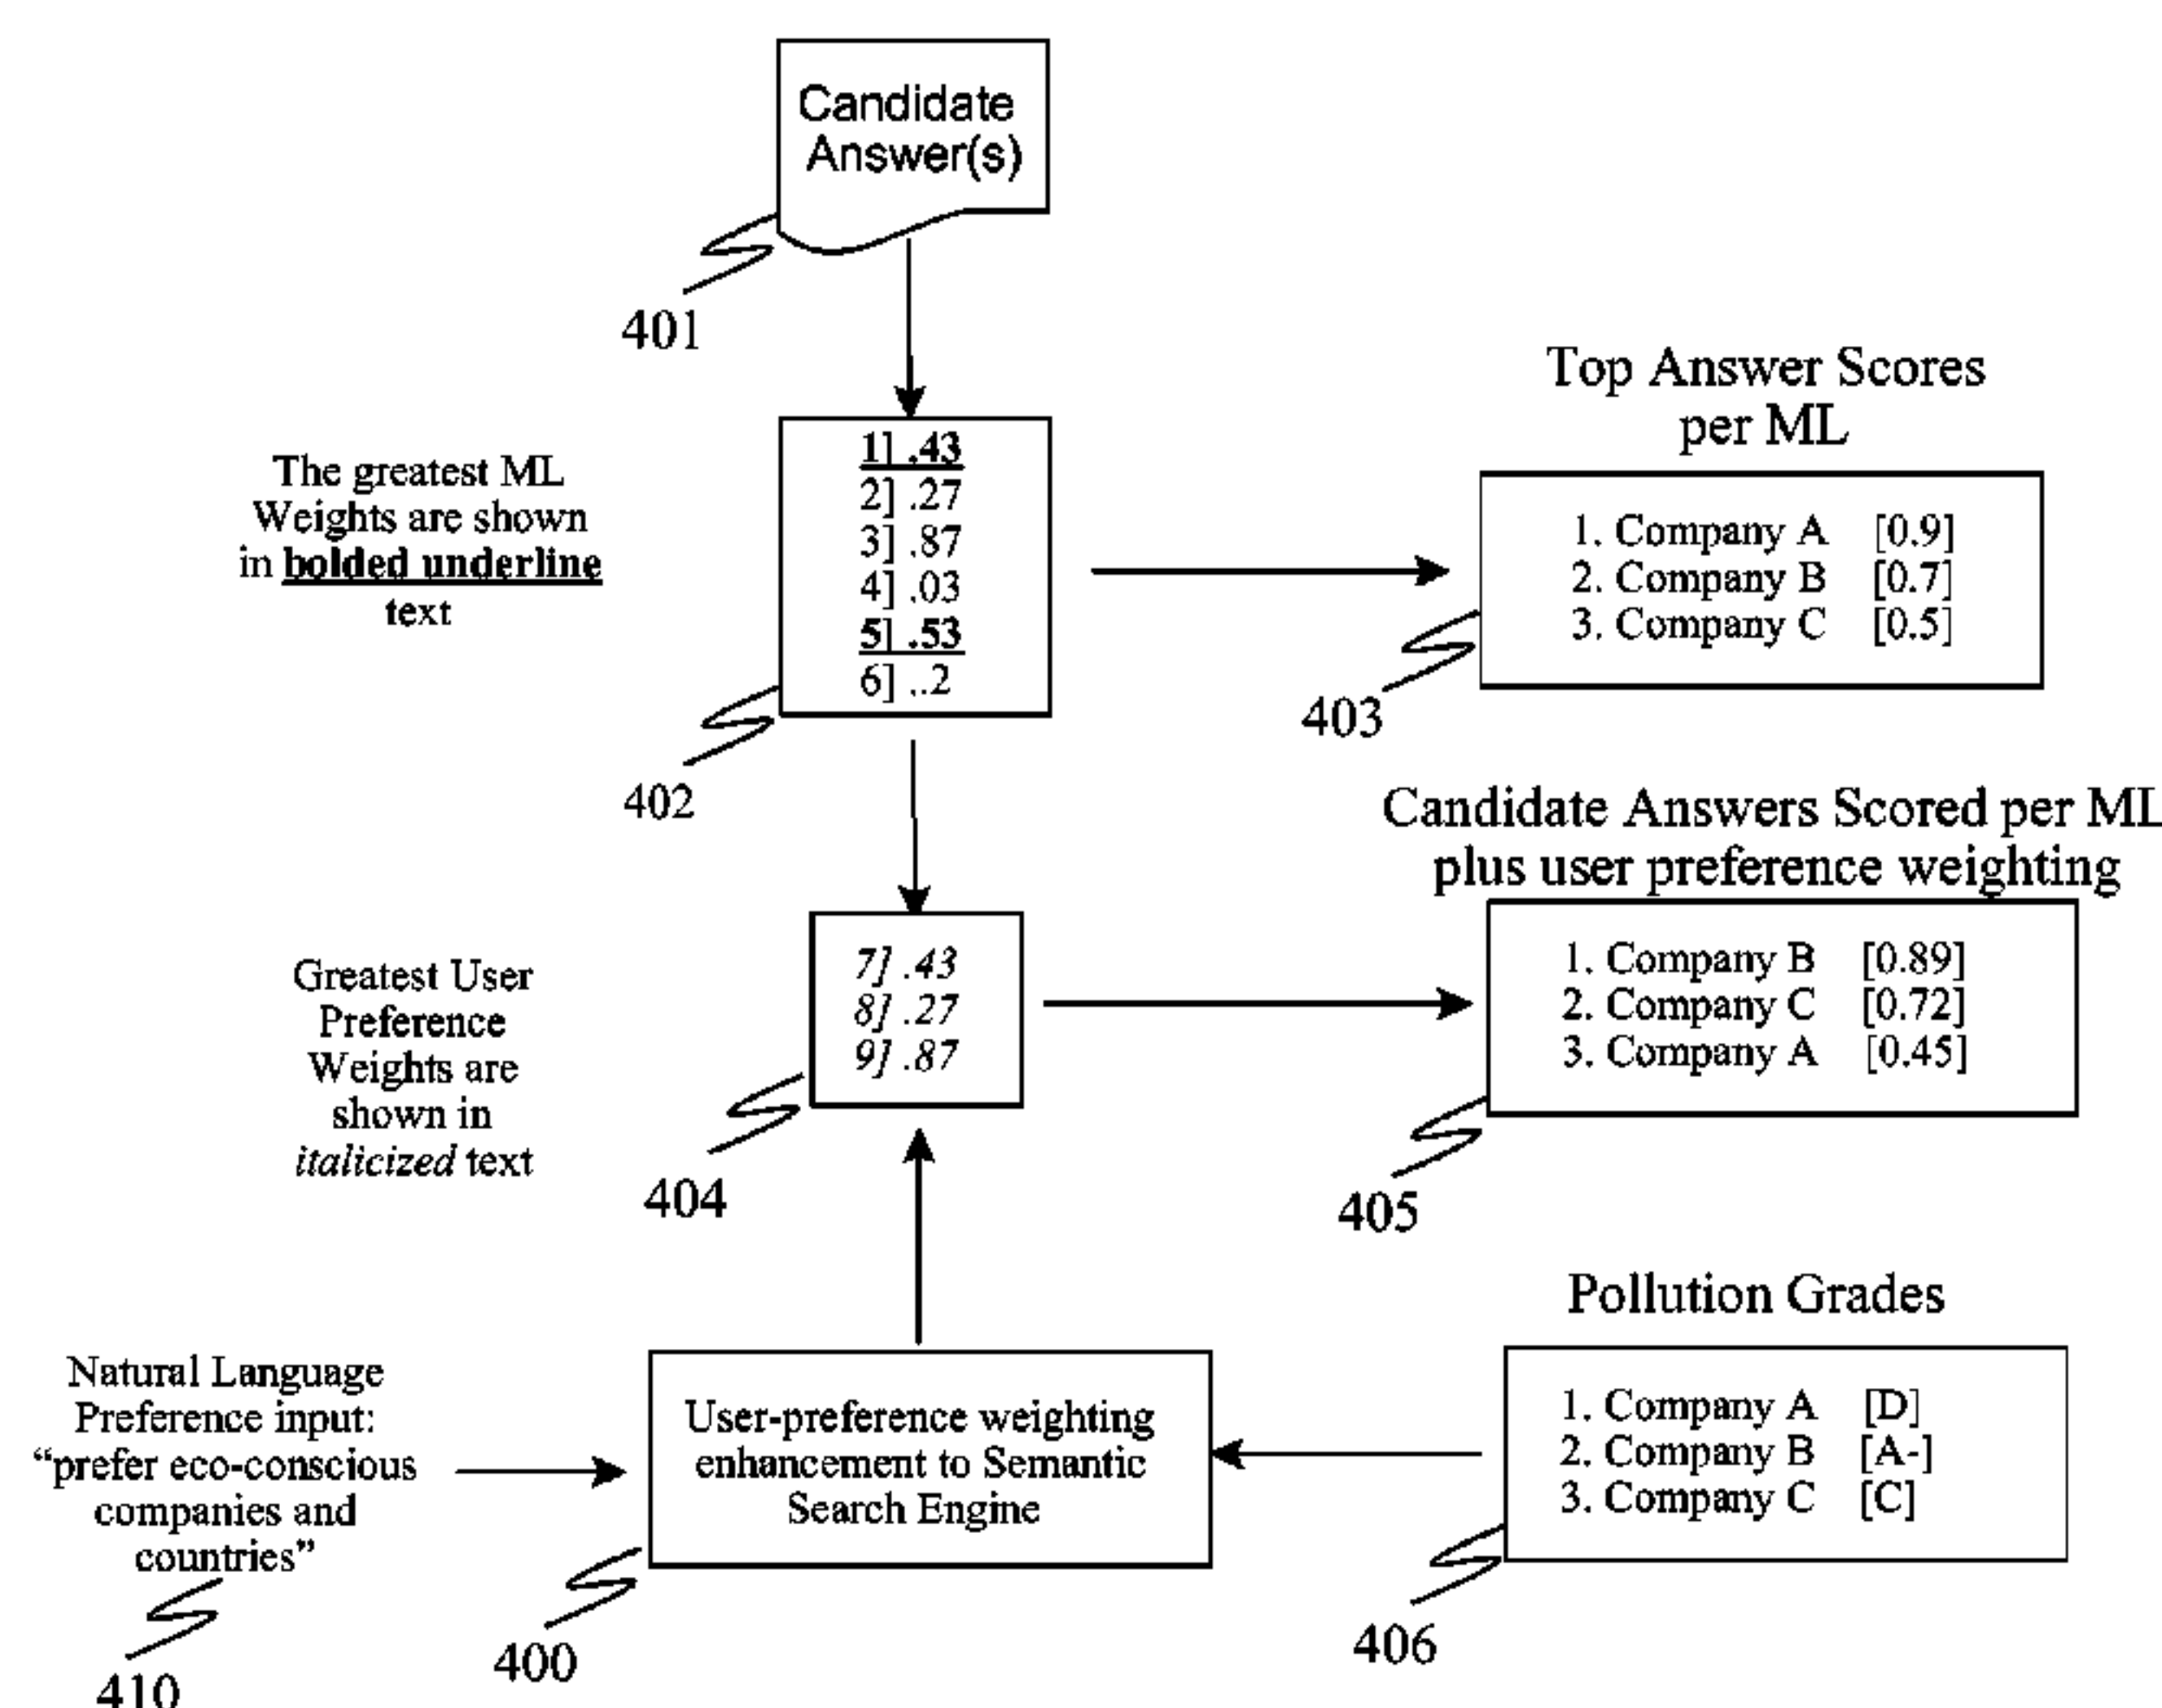 Candidate
Answer(s)
401
The greatest ML
Weights are shown
in bolded underline
text
1] .43
2] .27
3] .87
4] .03
5] .53
6] ..2
402
Top Answer Scores
per ML
1. Company A [0.9]
2. Company B [0.7]
3. Company C [0.5]
403
Greatest User
Preference
Weights are
shown in
italicized text
7] .43
8] .27
9] .87
404
Candidate Answers Scored per ML
plus user preference weighting
1. Company B [0.89]
2. Company C [0.72]
3. Company A [0.45]
405
Natural Language
Preference input:
“prefer eco-conscious
companies and
countries”
410
User-preference weighting
enhancement to Semantic
Search Engine
400
Pollution Grades
1. Company A [D]
2. Company B [A-]
3. Company C [C]
406